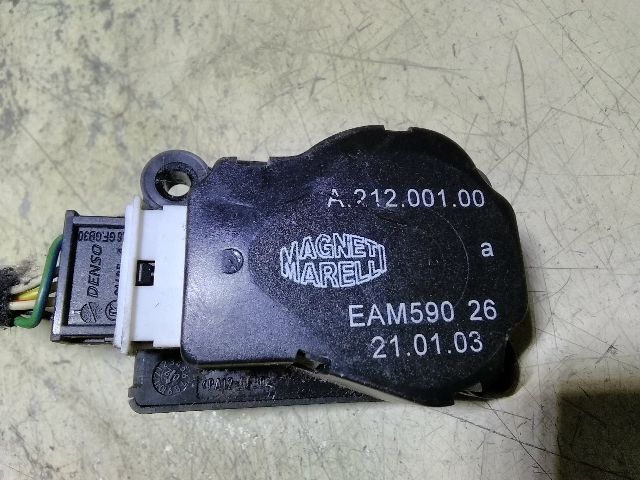 A.212.001.00
MAGNETI
MARELLI
a
EAM590 26
21.01.03
DENSO